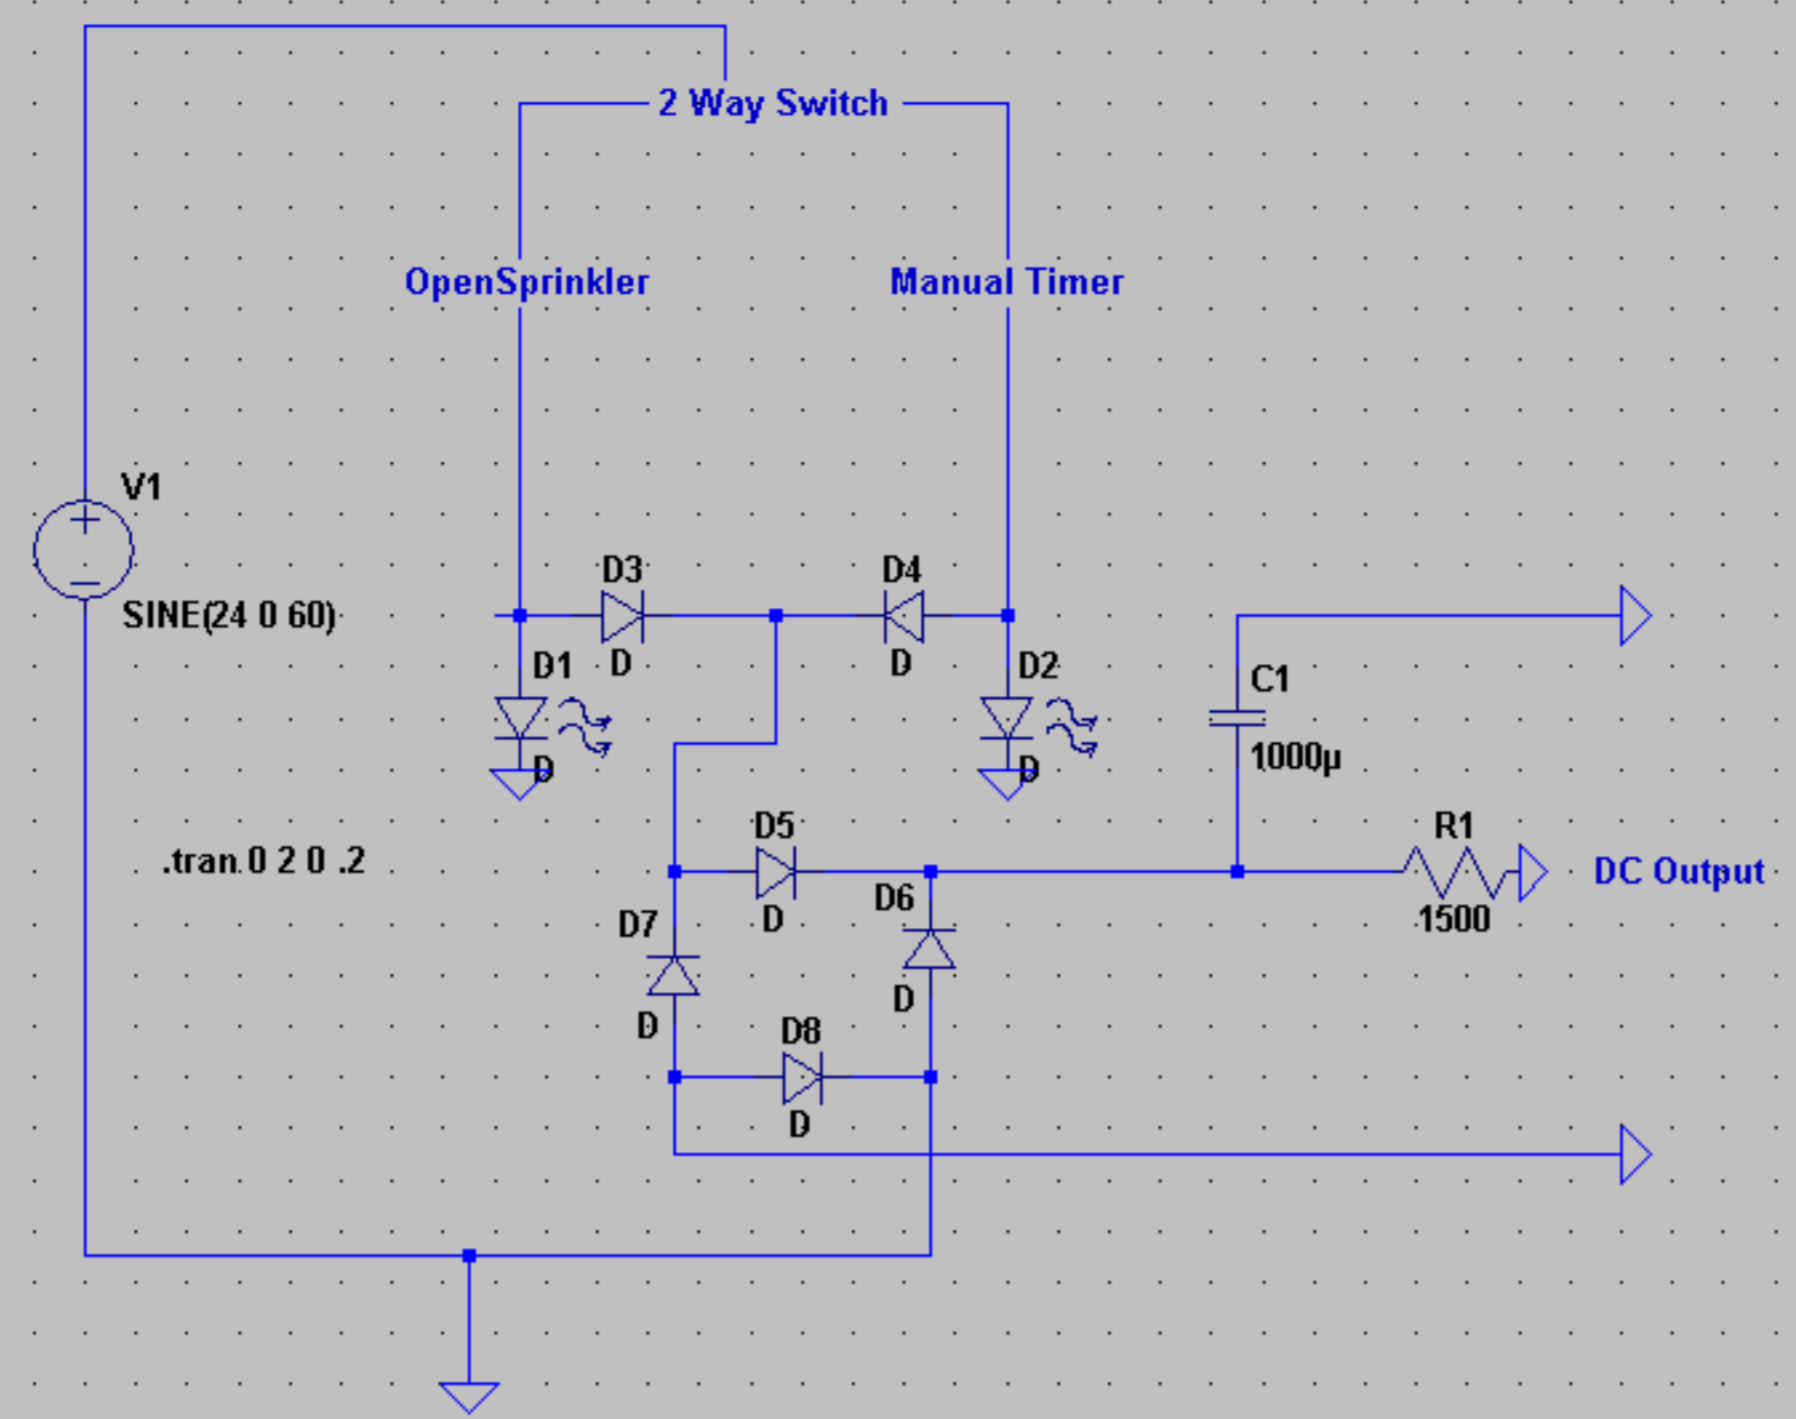 2 Way Switch
OpenSprinkler
Manual Timer
V1
SINE(24 0 60)
D3
D
D4
D
D1
D
D2
D
C1
1000µ
.tran 0 2 0 .2
D5
D
R1
1500
DC Output
D7
D
D6
D
D8
D